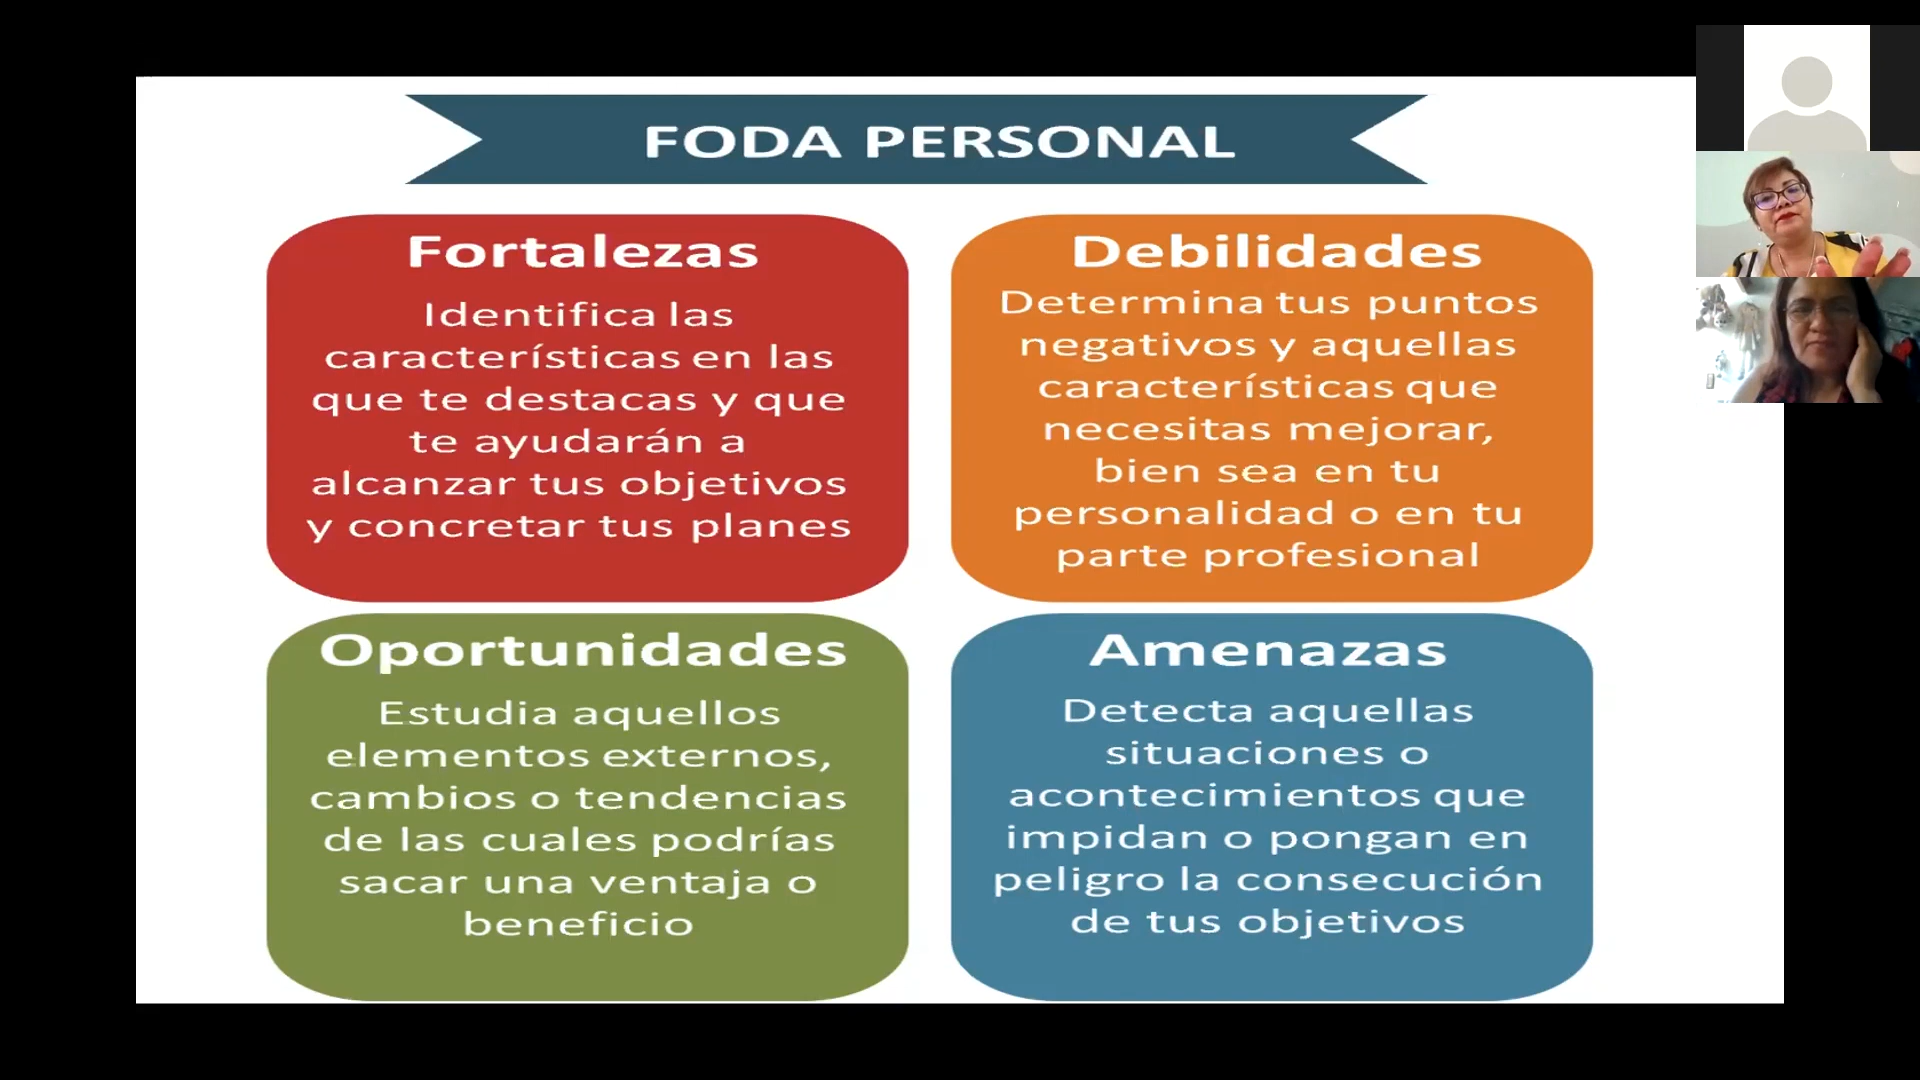 FODA PERSONAL
Fortalezas
Identifica las
características en las
que te destacas y que
te ayudarán a
alcanzar tus objetivos
y concretar tus planes
Debilidades
Determina tus puntos
negativos y aquellas
características que
necesitas mejorar,
bien sea en tu
personalidad o en tu
parte profesional
Oportunidades
Estudia aquellos
elementos externos,
cambios o tendencias
de las cuales podrías
sacar una ventaja o
beneficio
Amenazas
Detecta aquellas
situaciones o
acontecimientos que
impidan o pongan en
peligro la consecución
de tus objetivos